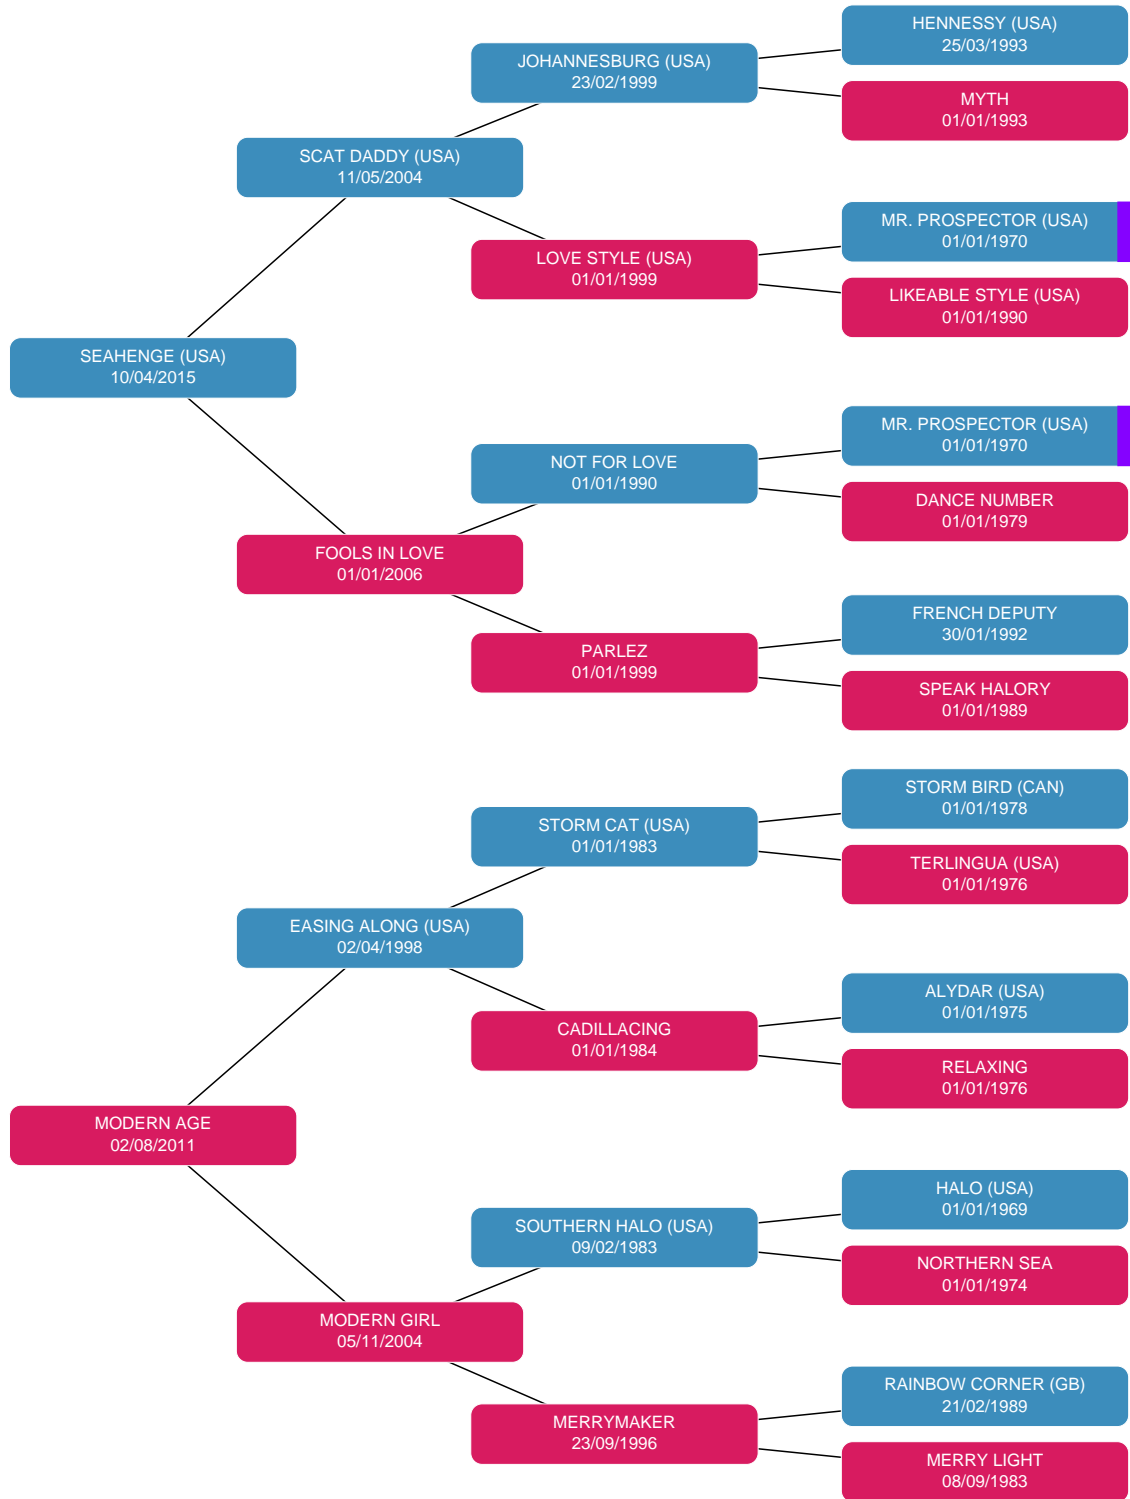 HENNESSY (USA)
25/03/1993
JOHANNESBURG (USA)
23/02/1999
MYTH
01/01/1993
SCAT DADDY (USA)
11/05/2004
MR. PROSPECTOR (USA)
01/01/1970
LOVE STYLE (USA)
01/01/1999
LIKEABLE STYLE (USA)
01/01/1990
SEAHENGE (USA)
10/04/2015
MR. PROSPECTOR (USA)
01/01/1970
NOT FOR LOVE
01/01/1990
DANCE NUMBER
01/01/1979
FOOLS IN LOVE
01/01/2006
FRENCH DEPUTY
30/01/1992
PARLEZ
01/01/1999
SPEAK HALORY
01/01/1989
STORM BIRD (CAN)
01/01/1978
STORM CAT (USA)
01/01/1983
TERLINGUA (USA)
01/01/1976
EASING ALONG (USA)
02/04/1998
ALYDAR (USA)
01/01/1975
CADILLACING
01/01/1984
RELAXING
01/01/1976
MODERN AGE
02/08/2011
HALO (USA)
01/01/1969
SOUTHERN HALO (USA)
09/02/1983
NORTHERN SEA
01/01/1974
MODERN GIRL
05/11/2004
RAINBOW CORNER (GB)
21/02/1989
MERRYMAKER
23/09/1996
MERRY LIGHT
08/09/1983